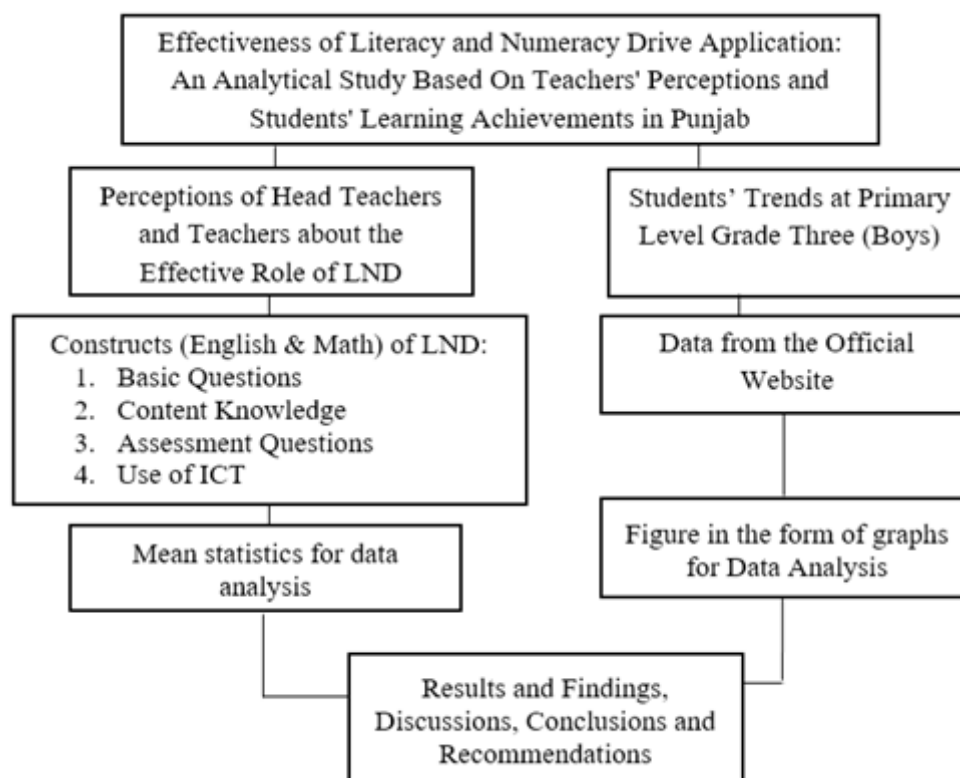 Effectiveness of Literacy and Numeracy Drive Application:
An Analytical Study Based On Teachers' Perceptions and
Students' Learning Achievements in Punjab
Perceptions of Head Teachers
and Teachers about the
Effective Role of LND
Students’ Trends at Primary
Level Grade Three (Boys)
Constructs (English & Math) of LND:
1. Basic Questions
2. Content Knowledge
3. Assessment Questions
4. Use of ICT
Data from the Official
Website
Mean statistics for data
analysis
Figure in the form of graphs
for Data Analysis
Results and Findings,
Discussions, Conclusions and
Recommendations